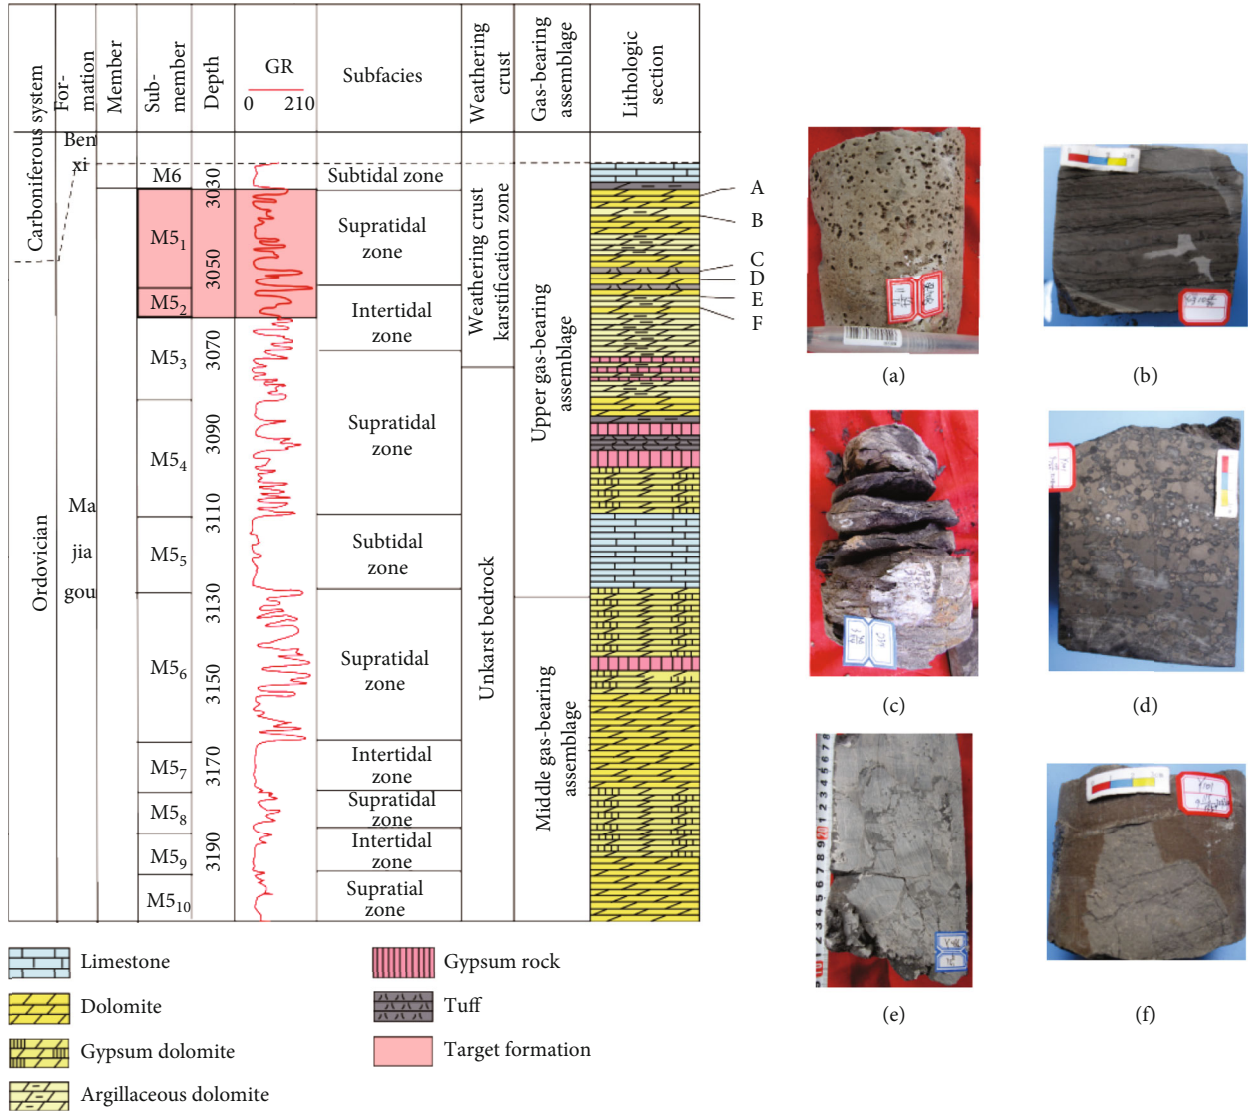 Carboniferous system
For-
mation
Member
Sub-
member
Depth
GR
0 210
Subfacies
Weathering
crust
Gas-bearing
assemblage
Lithologic
section
Ben
xi
Ordovician
Ma
jia
gou
M6
M5₁
M5₂
M5₃
M5₄
M5₅
M5₆
M5₇
M5₈
M5₉
M5₁₀
3030
3050
3070
3090
3110
3130
3150
3170
3190
Subtidal zone
Supratidal
zone
Intertidal
zone
Supratidal
zone
Subtidal
zone
Supratidal
zone
Intertidal
zone
Supratidal
zone
Intertidal
zone
Supratial
zone
Weathering crust
karstification zone
Unkarst bedrock
Upper gas-bearing
assemblage
Middle gas-bearing
assemblage
A
B
C
D
E
F
(a)
(b)
(c)
(d)
(e)
(f)
Limestone
Dolomite
Gypsum dolomite
Argillaceous dolomite
Gypsum rock
Tuff
Target formation